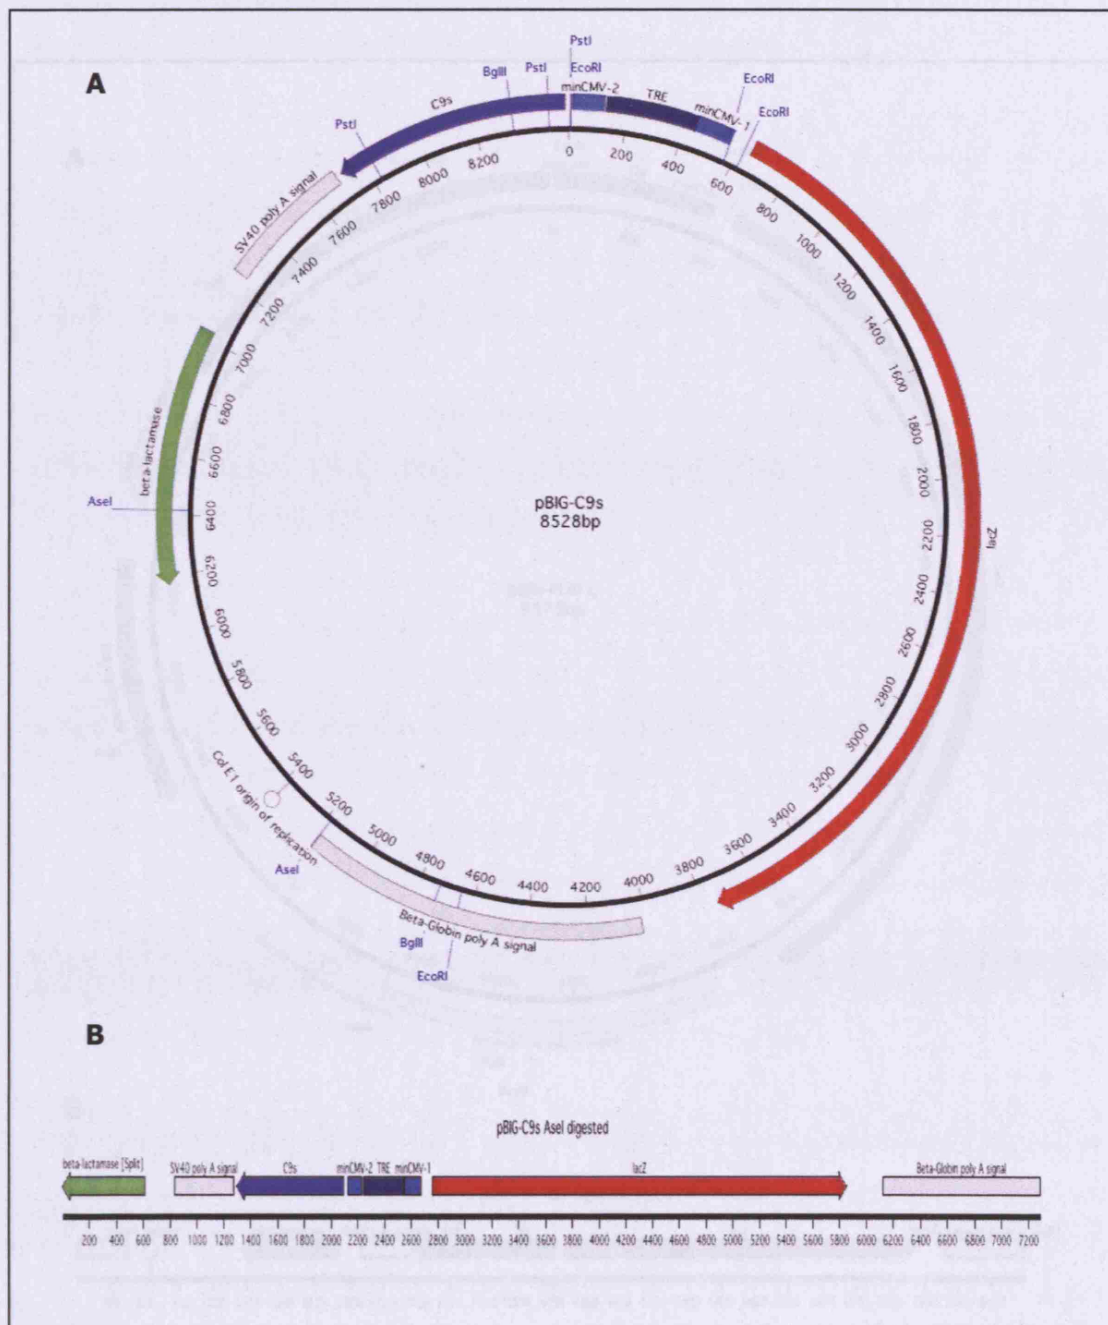 A
PstI
BglII
PstI
EcoRI
EcoRI
EcoRI
PstI
C9s
minCMV-2
TRE
minCMV-1
SV40 poly A signal
beta-lactamase
AseI
lacZ
0
200
400
600
800
1000
1200
1400
1600
1800
2000
2200
2400
2600
2800
3000
3200
3400
3600
3800
4000
4200
4400
4600
4800
5000
5200
5400
5600
5800
6000
6200
6400
6600
6800
7000
7200
7400
7600
7800
8000
8200
pBIG-C9s
8528bp
Col E1 origin of replication
AseI
BglII
EcoRI
Beta-Globin poly A signal
B
pBIG-C9s AseI digested
beta-lactamase [Split] SV40 poly A signal C9s minCMV-2 TRE minCMV-1 lacZ Beta-Globin poly A signal
200 400 600 800 1000 1200 1400 1600 1800 2000 2200 2400 2600 2800 3000 3200 3400 3600 3800 4000 4200 4400 4600 4800 5000 5200 5400 5600 5800 6000 6200 6400 6600 6800 7000 7200